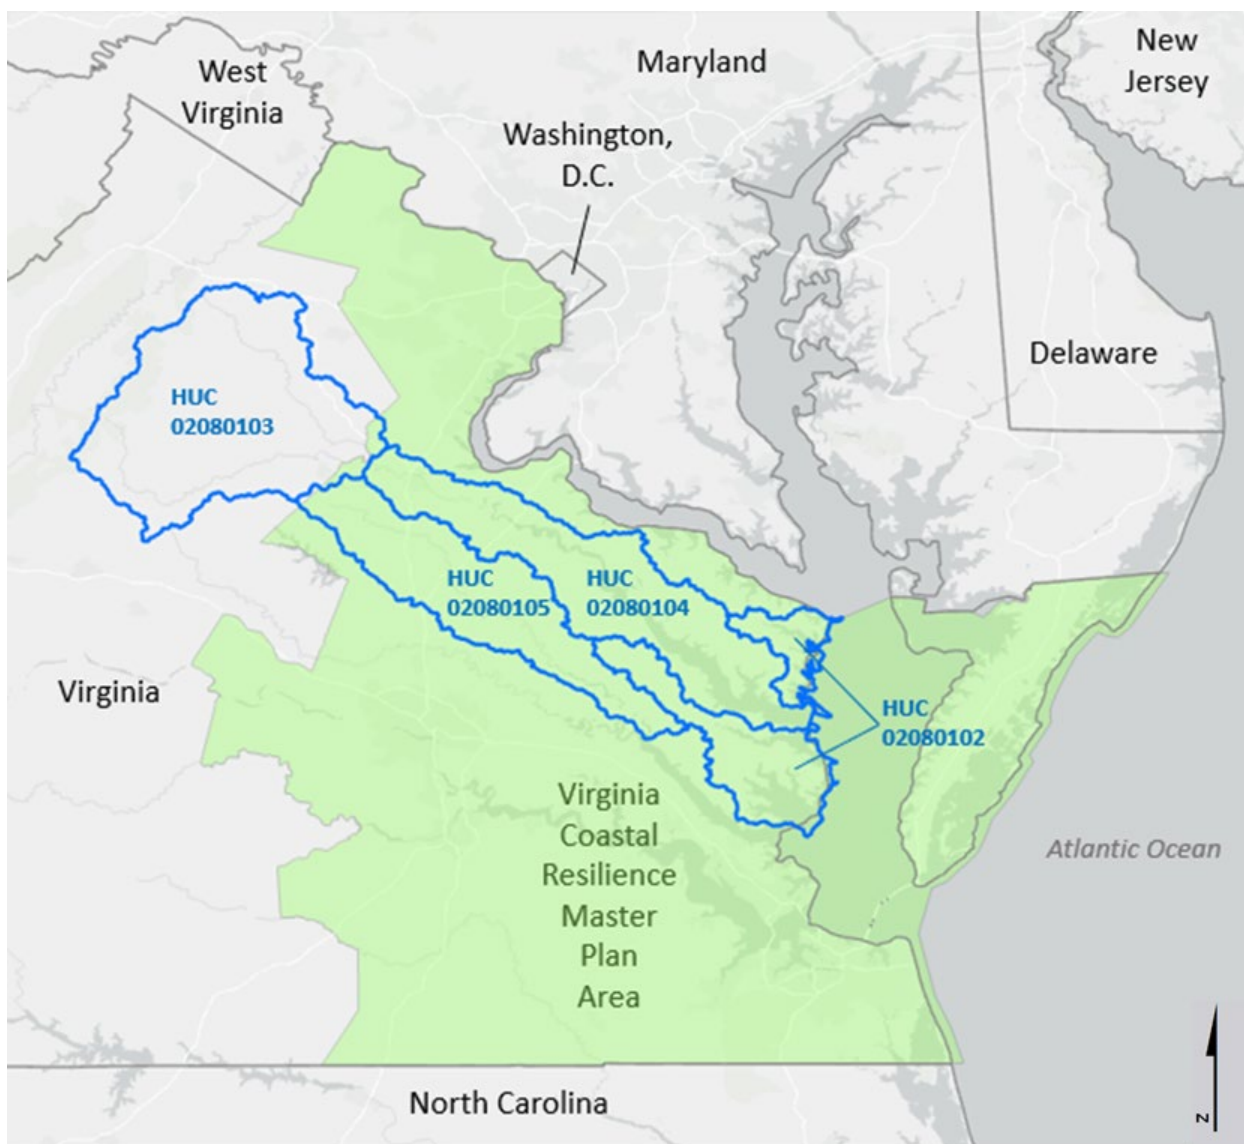 West
Virginia
Maryland
New
Jersey
Washington,
D.C.
Delaware
HUC
02080103
HUC
02080105
HUC
02080104
Virginia
HUC
02080102
Virginia
Coastal
Resilience
Master
Plan
Area
Atlantic Ocean
North Carolina
N